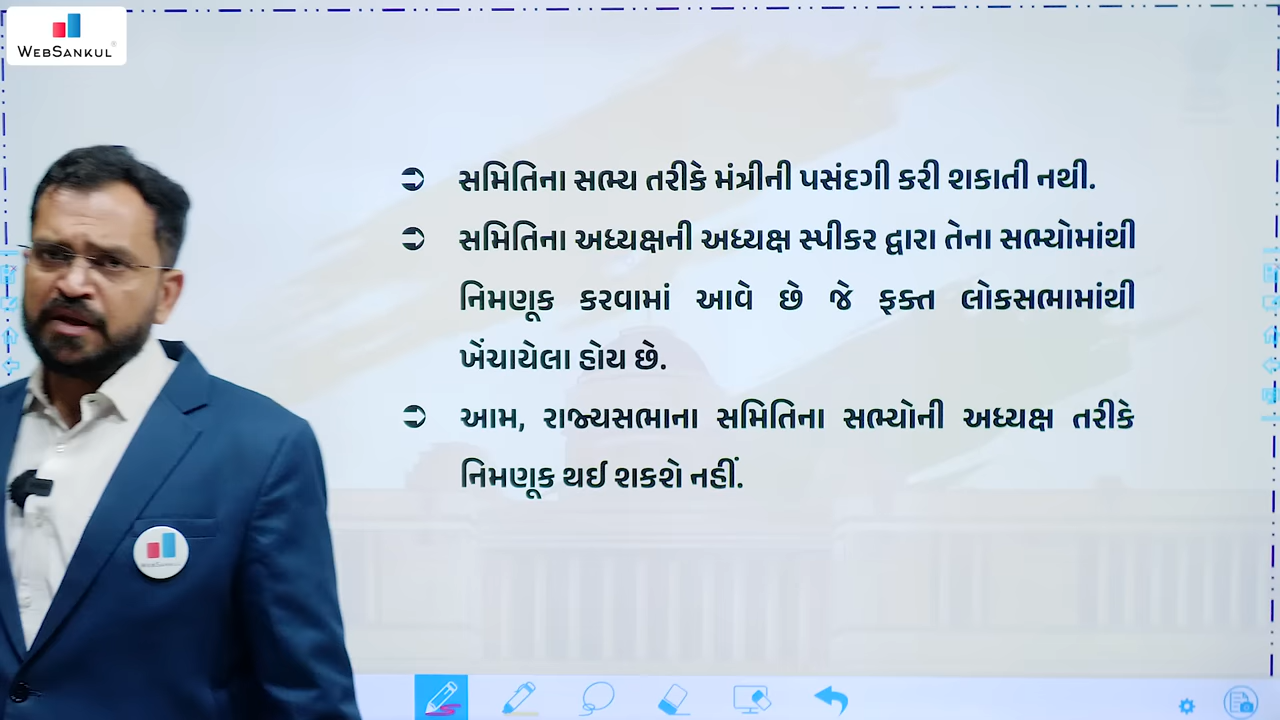 WEBSANKUL
સમિતિના સભ્ય તરીકે મંત્રીની પસંદગી કરી શકાતી નથી.
સમિતિના અધ્યક્ષની અધ્યક્ષ સ્પીકર દ્વારા તેના સભ્યોમાંથી
નિમણૂક કરવામાં આવે છે જે ફક્ત લોકસભામાંથી
ખેંચાયેલા હોય છે.
આમ, રાજ્યસભાના સમિતિના સભ્યોની અધ્યક્ષ તરીકે
નિમણૂક થઈ શકશે નહીં.
WEBSANKUL